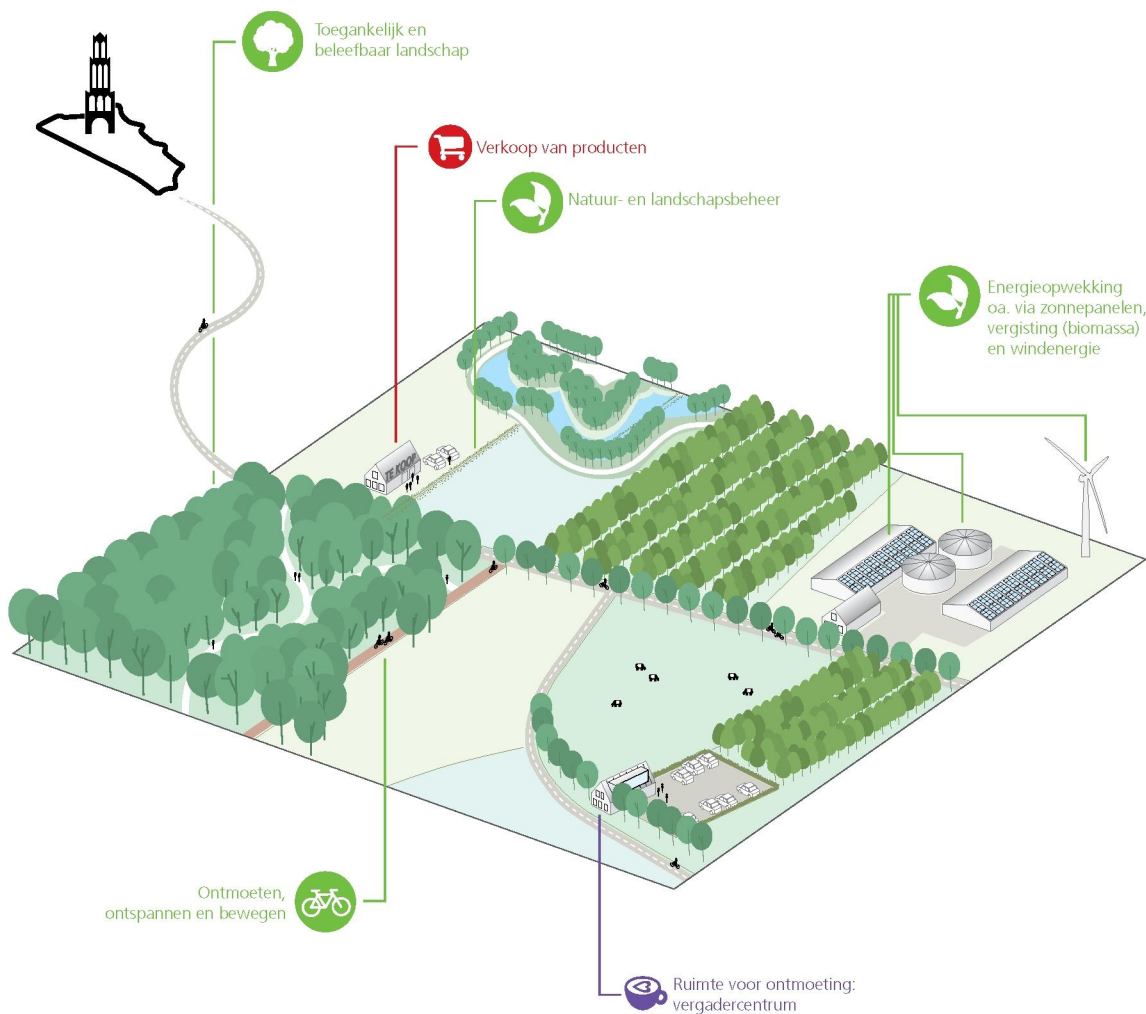 Toegankelijk en
beleefbaar landschap
Verkoop van producten
Natuur- en landschapsbeheer
Energieopwekking
oa. via zonnepanelen,
vergisting (biomassa)
en windenergie
TE KOOP
Ontmoeten,
ontspannen en bewegen
Ruimte voor ontmoeting:
vergadercentrum